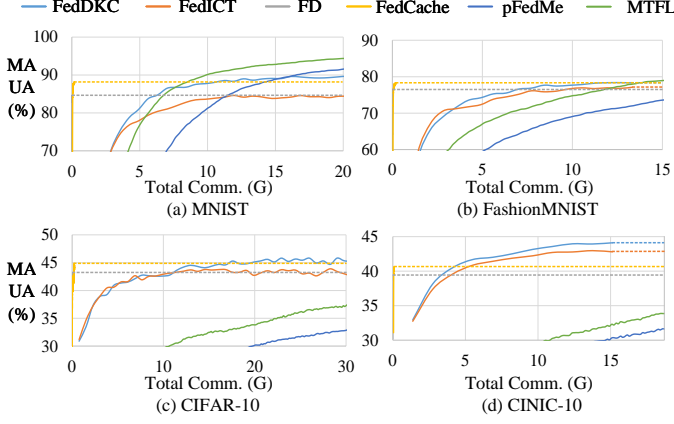 FedDKC FedICT FD FedCache pFedMe MTFL
MA
UA
(%)
100
90
80
70
0 5 10 15 20
Total Comm. (G)
(a) MNIST
90
80
70
60
0 5 10 15
Total Comm. (G)
(b) FashionMNIST
MA
UA
(%)
50
45
40
35
30
0 10 20 30
Total Comm. (G)
(c) CIFAR-10
45
40
35
30
0 5 10 15
Total Comm. (G)
(d) CINIC-10